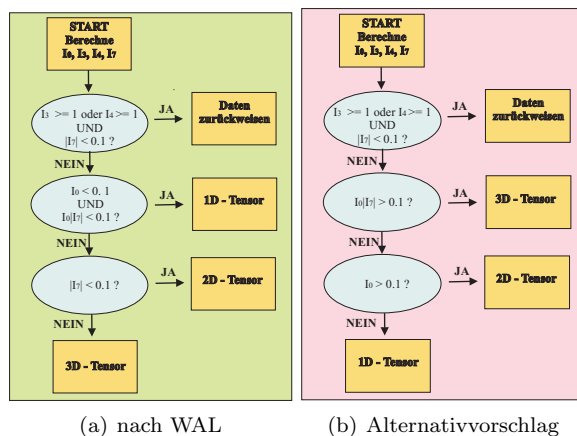 START
Berechne
I0, I3, I4, I7
I3 >= 1 oder I4 >= 1
UND
|I7| < 0.1 ?
JA
Daten
zurückweisen
NEIN
I0 < 0. 1
UND
I0|I7| < 0.1 ?
JA
1D - Tensor
NEIN
|I7| < 0.1 ?
JA
2D - Tensor
NEIN
3D - Tensor
(a) nach WAL
START
Berechne
I0, I3, I4, I7
I3 >= 1 oder I4 >= 1
UND
|I7| < 0.1 ?
JA
Daten
zurückweisen
NEIN
I0|I7| > 0.1 ?
JA
3D - Tensor
NEIN
I0 > 0.1 ?
JA
2D - Tensor
NEIN
1D - Tensor
(b) Alternativvorschlag